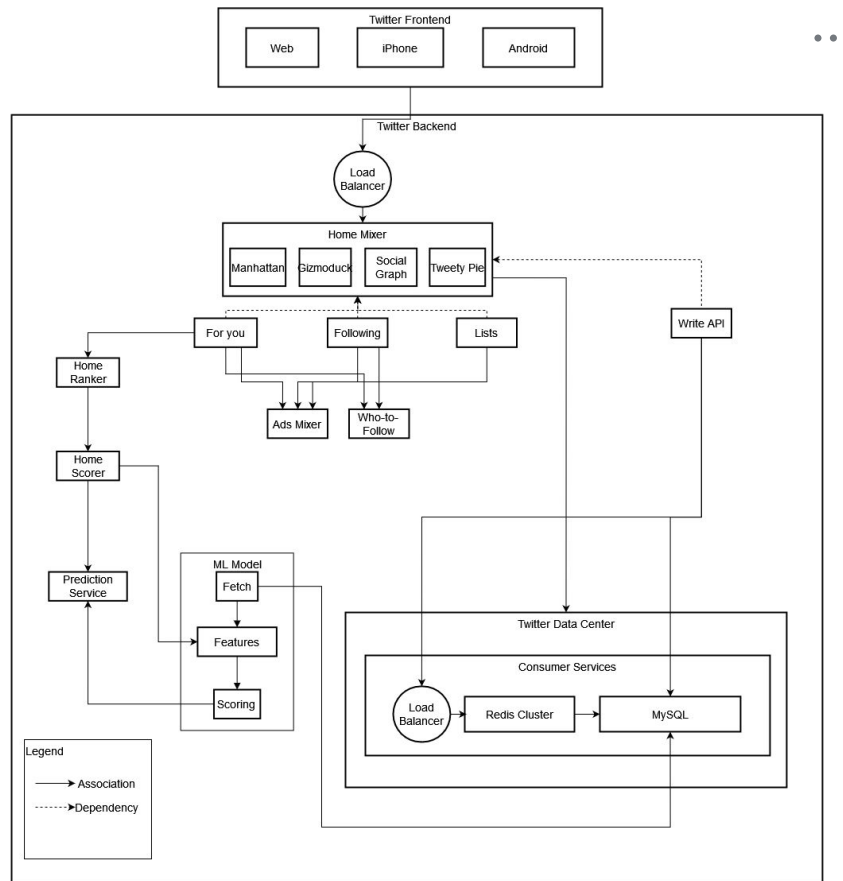 Twitter Frontend
Web
iPhone
Android
Twitter Backend
Load
Balancer
Home Mixer
Manhattan
Gizmoduck
Social
Graph
Tweety Pie
For you
Following
Lists
Write API
Home
Ranker
Ads Mixer
Who-to-
Follow
Home
Scorer
ML Model
Prediction
Service
Fetch
Features
Scoring
Twitter Data Center
Consumer Services
Load
Balancer
Redis Cluster
MySQL
Legend
Association
Dependency